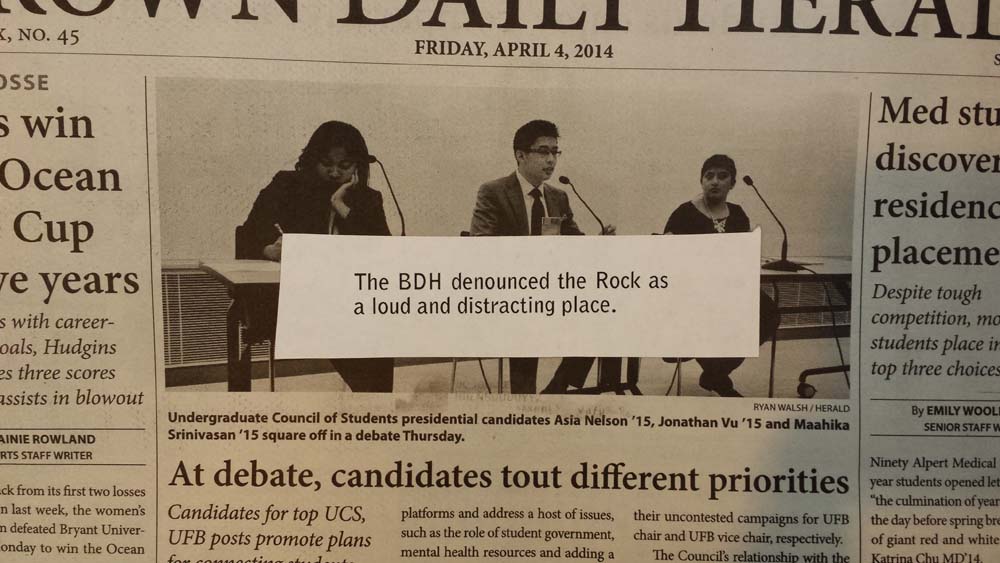 DAILY
NO. 45
FRIDAY, APRIL 4, 2014
win
Ocean
Cup
years
s with career-
Hudgins
es three scores
assists in blowout
ROWLAND
STAFF WRITER
ck from its first two losses
n last week, the women's
n defeated Bryant Univer-
onday to win the Ocean
The BDH denounced the Rock as
a loud and distracting place.
RYAN WALSH / HERALD
Undergraduate Council of Students presidential candidates Asia Nelson '15, Jonathan Vu '15 and Maahika
Srinivasan '15 square off in a debate Thursday.
At debate, candidates tout different priorities
Candidates for top UCS,
UFB posts promote plans
platforms and address a host of issues,
such as the role of student government,
mental health resources and adding a
their uncontested campaigns for UFB
chair and UFB vice chair, respectively.
The Council's relationship with the
Med stu
discover
residenc
placeme
Despite tough
competition, mo
students place in
top three choices
By EMILY WOOL
SENIOR STAFF W
Ninety Alpert Medical
year students opened let
"the culmination of year
the day before spring bre
of giant red and white
Katrina Chu MD'14.